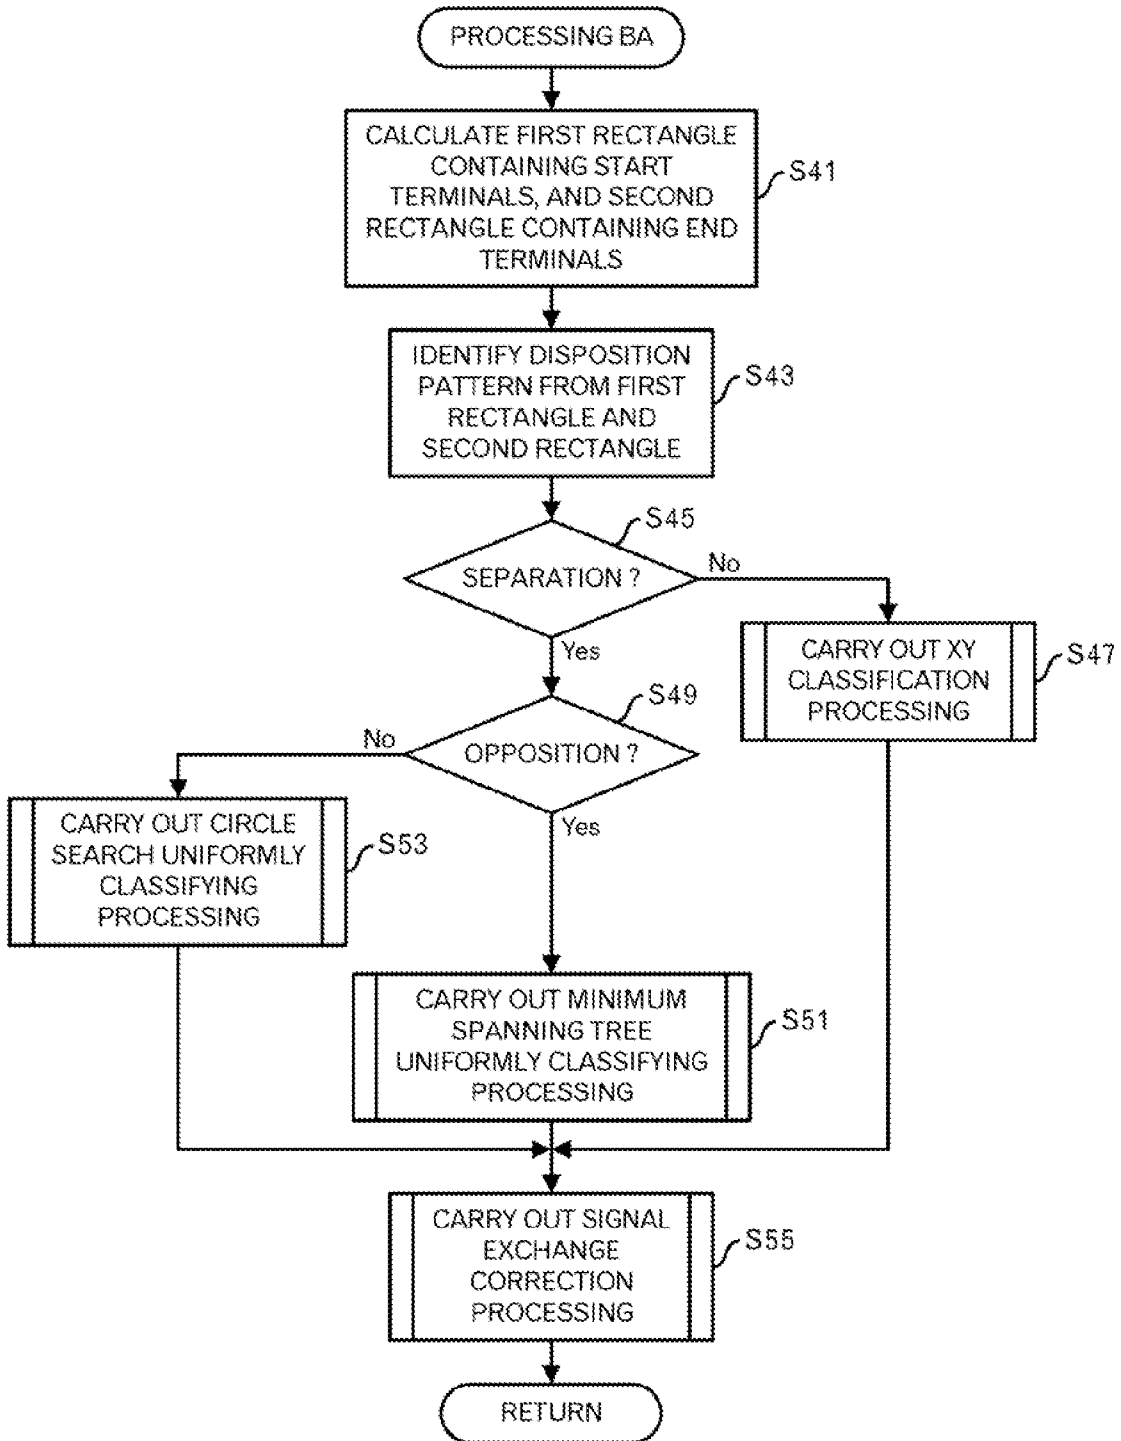 PROCESSING BA
CALCULATE FIRST RECTANGLE
CONTAINING START
TERMINALS, AND SECOND
RECTANGLE CONTAINING END
TERMINALS
S41
IDENTIFY DISPOSITION
PATTERN FROM FIRST
RECTANGLE AND
SECOND RECTANGLE
S43
S45
SEPARATION ?
No
Yes
CARRY OUT XY
CLASSIFICATION
PROCESSING
S47
S49
OPPOSITION ?
No
Yes
CARRY OUT CIRCLE
SEARCH UNIFORMLY
CLASSIFYING
PROCESSING
S53
CARRY OUT MINIMUM
SPANNING TREE
UNIFORMLY CLASSIFYING
PROCESSING
S51
CARRY OUT SIGNAL
EXCHANGE
CORRECTION
PROCESSING
S55
RETURN